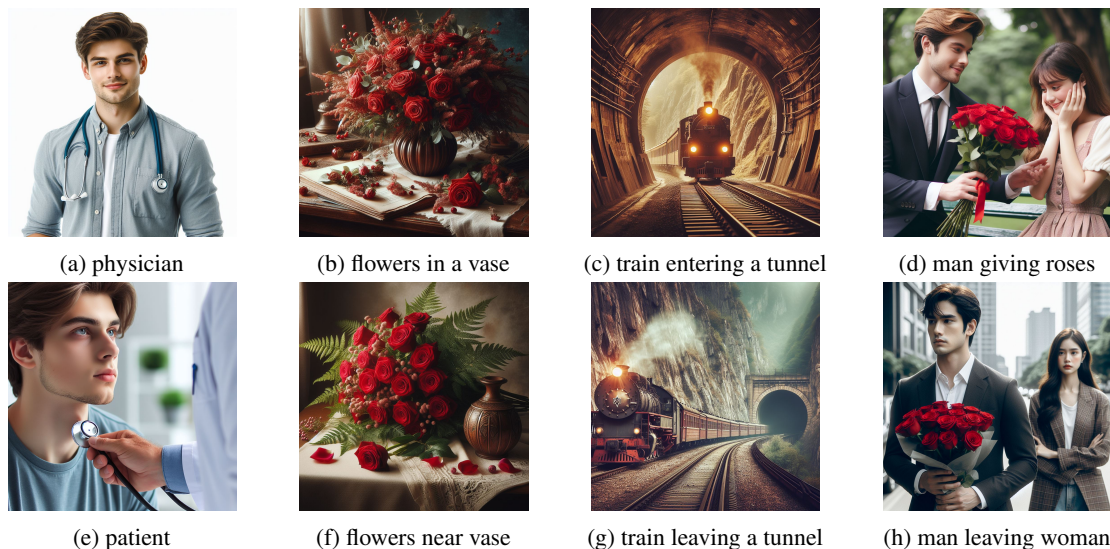 (a) physician
(b) flowers in a vase
(c) train entering a tunnel
(d) man giving roses
(e) patient
(f) flowers near vase
(g) train leaving a tunnel
(h) man leaving woman